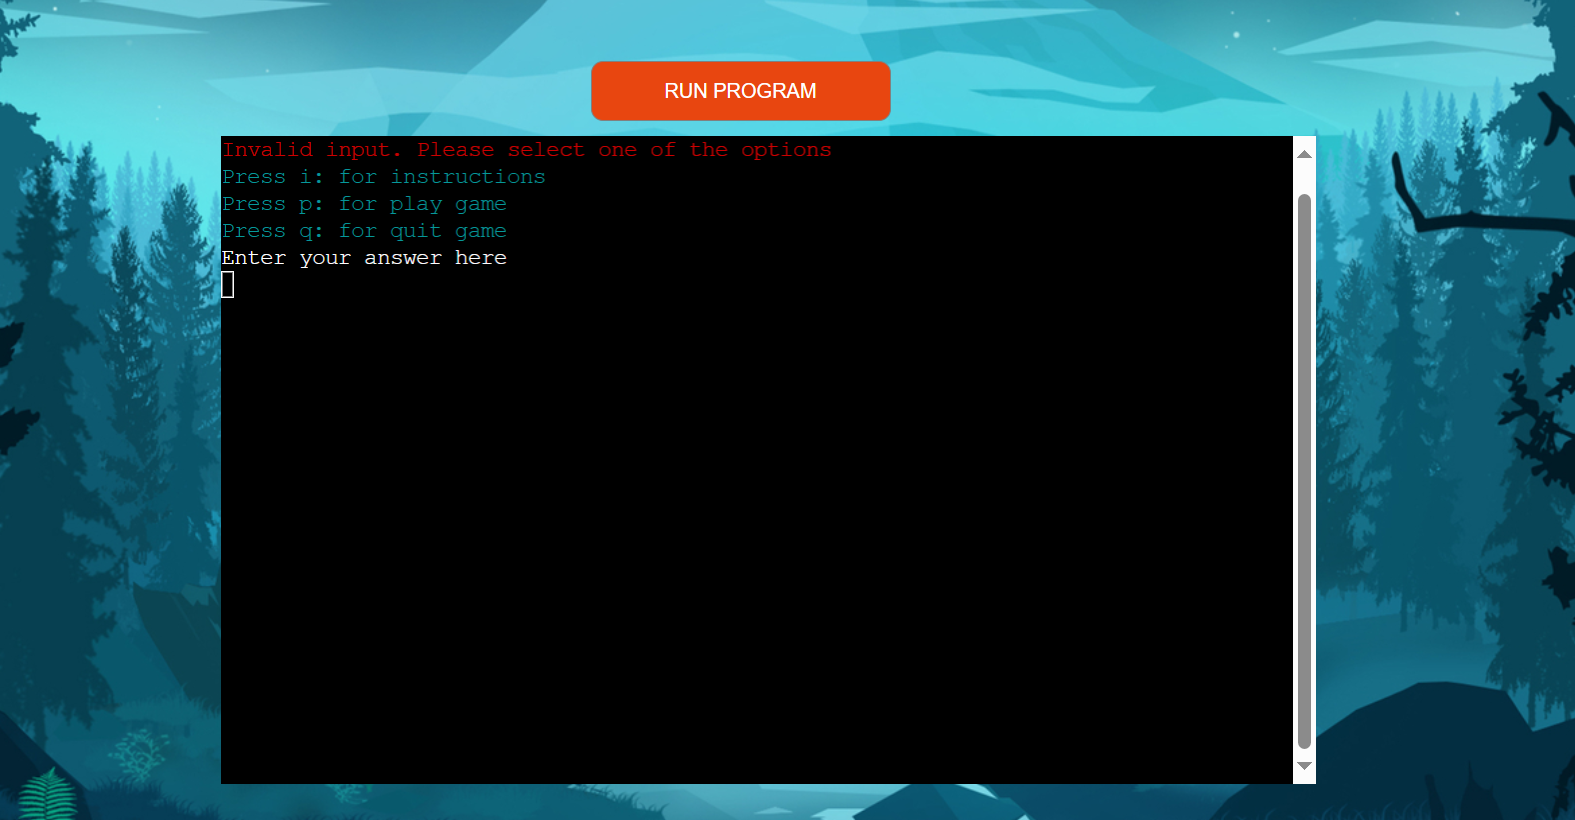 RUN PROGRAM
Invalid input. Please select one of the options
Press i: for instructions
Press p: for play game
Press q: for quit game
Enter your answer here